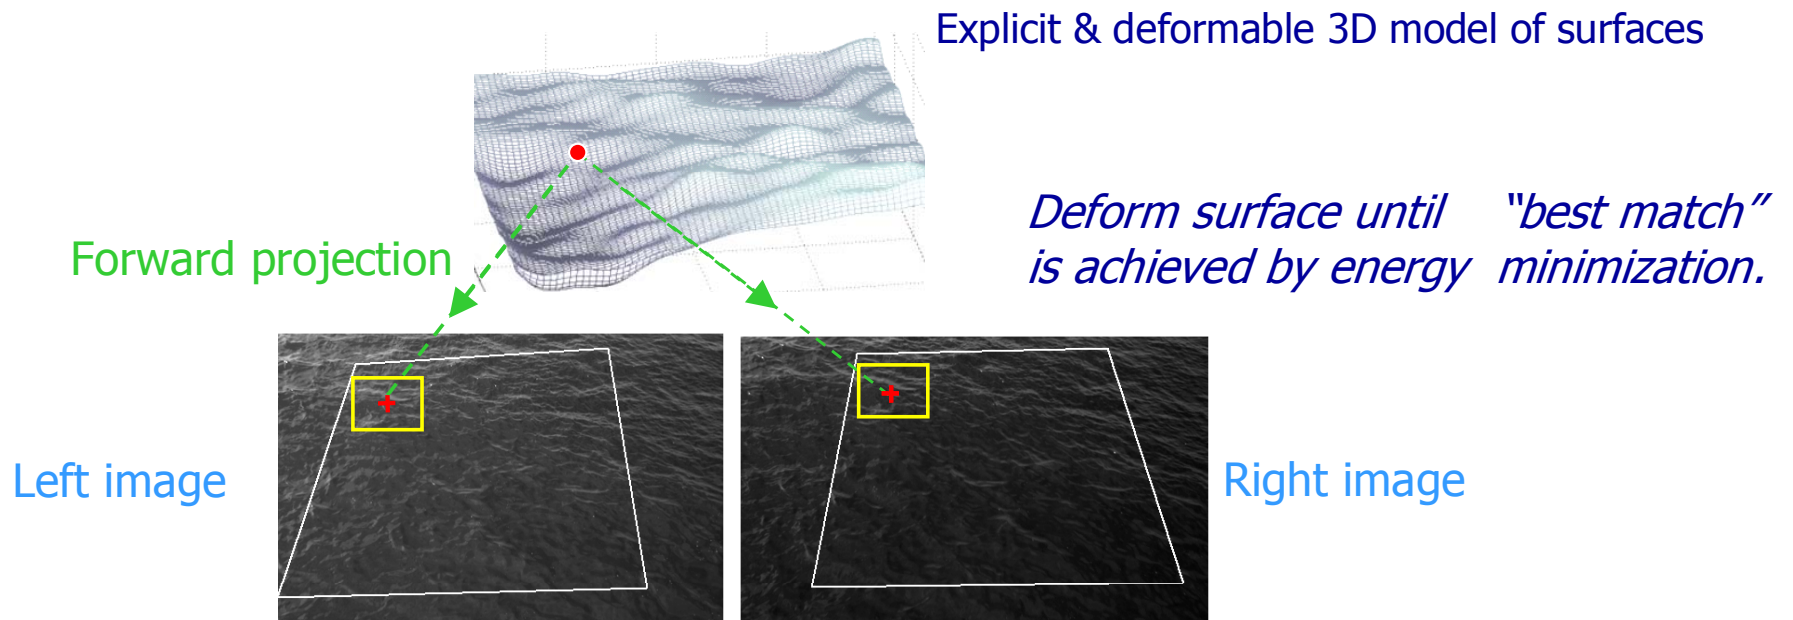 Explicit & deformable 3D model of surfaces
Deform surface until “best match”
is achieved by energy minimization.
Forward projection
Left image
Right image